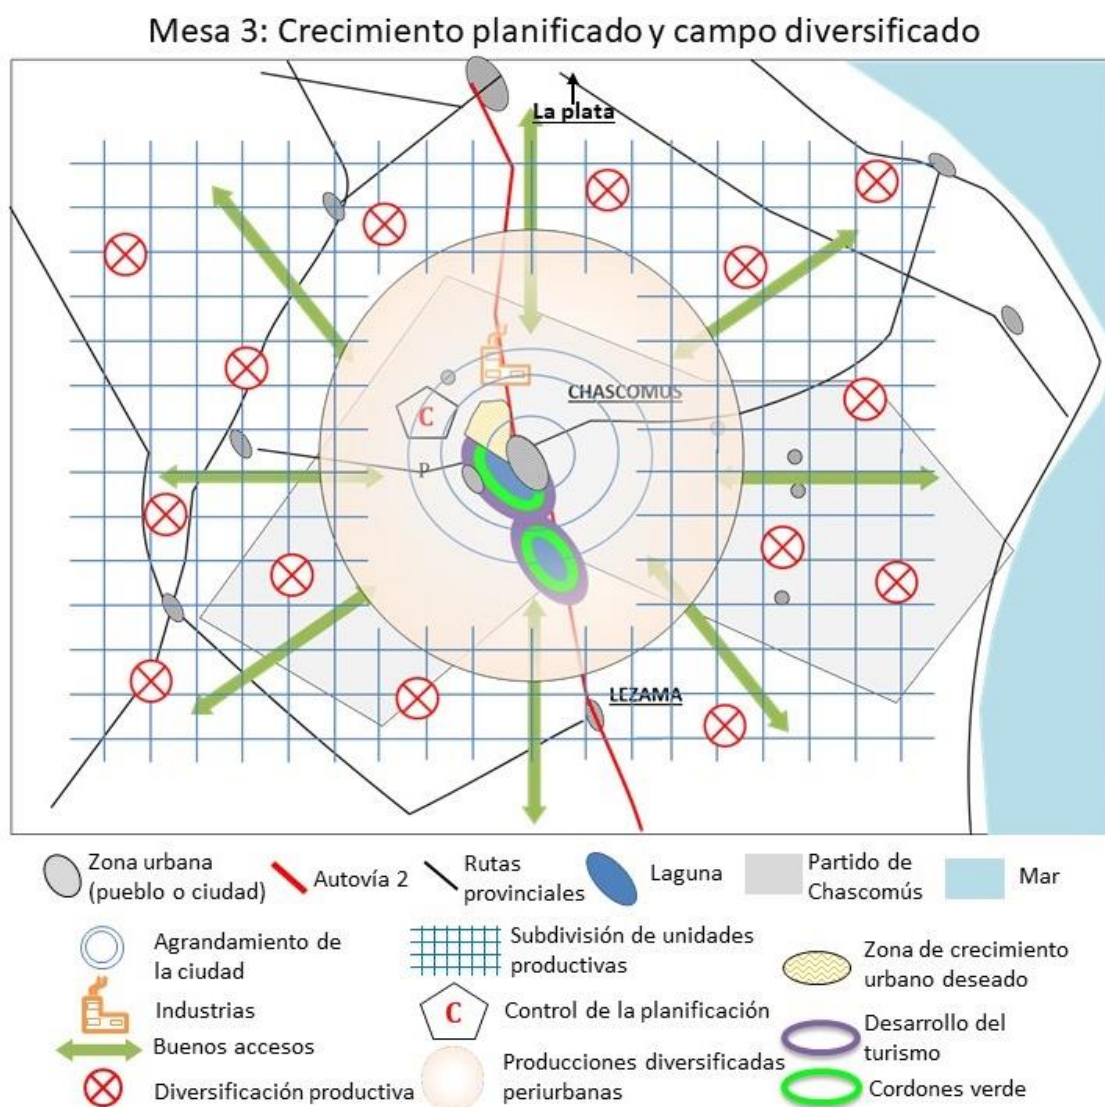 Mesa 3: Crecimiento planificado y campo diversificado
La plata
CHASCOMUS
C
P
LEZAMA
Zona urbana
(pueblo o ciudad)
Autovía 2
Rutas
provinciales
Laguna
Partido de
Chascomús
Mar
Agrandamiento de
la ciudad
Subdivisión de unidades
productivas
Zona de crecimiento
urbano deseado
Industrias
C
Control de la planificación
Desarrollo del
turismo
Buenos accesos
Producciones diversificadas
periurbanas
Diversificación productiva
Cordones verde